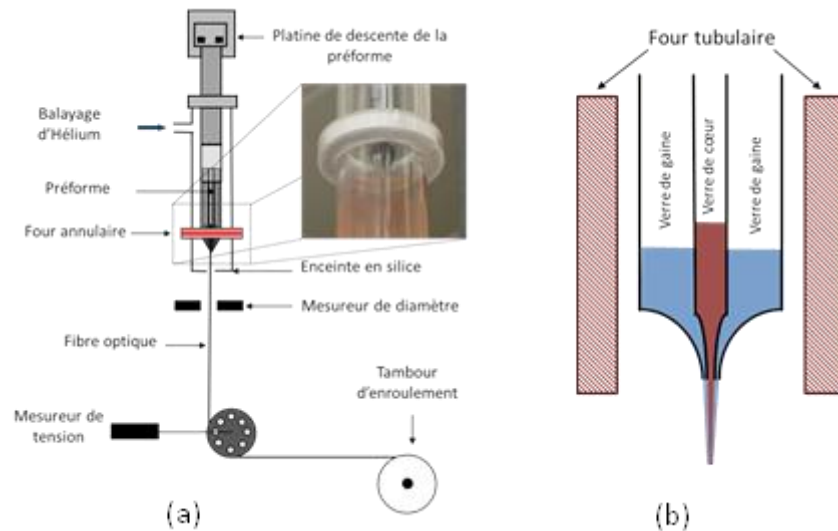 Platine de descente de la
préforme
Balayage
d'Hélium
Préforme
Four annulaire
Enceinte en silice
Mesureur de diamètre
Fibre optique
Tambour
d'enroulement
Mesureur de
tension
(a)
Four tubulaire
Verre de gaine
Verre de cœur
Verre de gaine
(b)